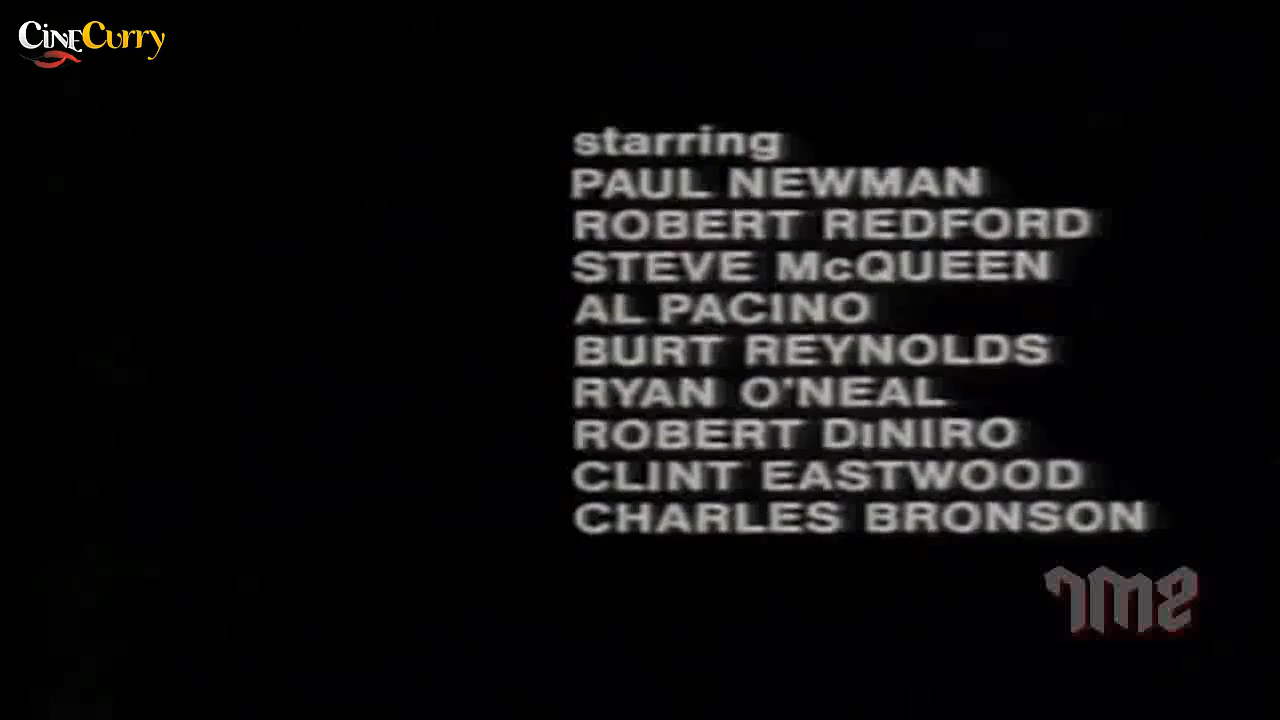 CineCurry
starring
PAUL NEWMAN
ROBERT REDFORD
STEVE McQUEEN
AL PACINO
BURT REYNOLDS
RYAN O'NEAL
ROBERT DiNIRO
CLINT EASTWOOD
CHARLES BRONSON